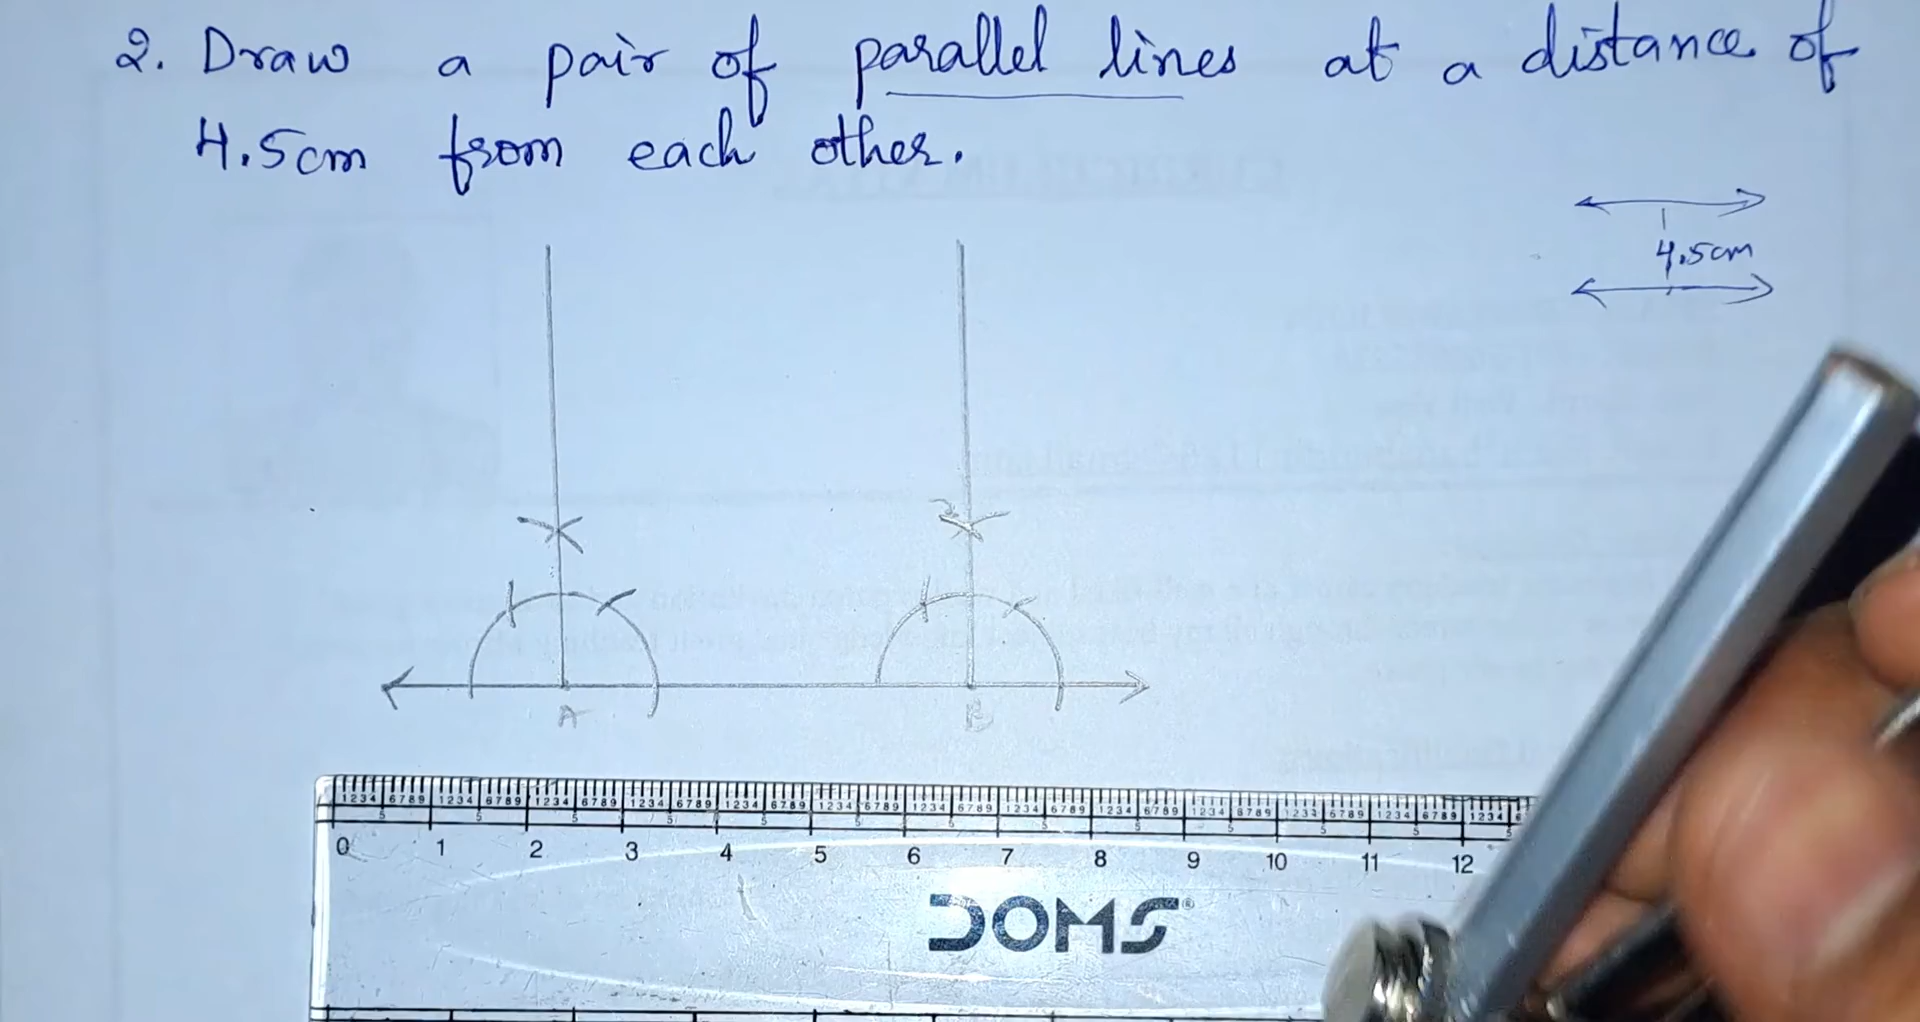 2. Draw a pair of parallel lines at a distance of
4.5cm from each other.
4.5cm
A B
0 1 2 3 4 5 6 7 8 9 10 11 12
DOMS